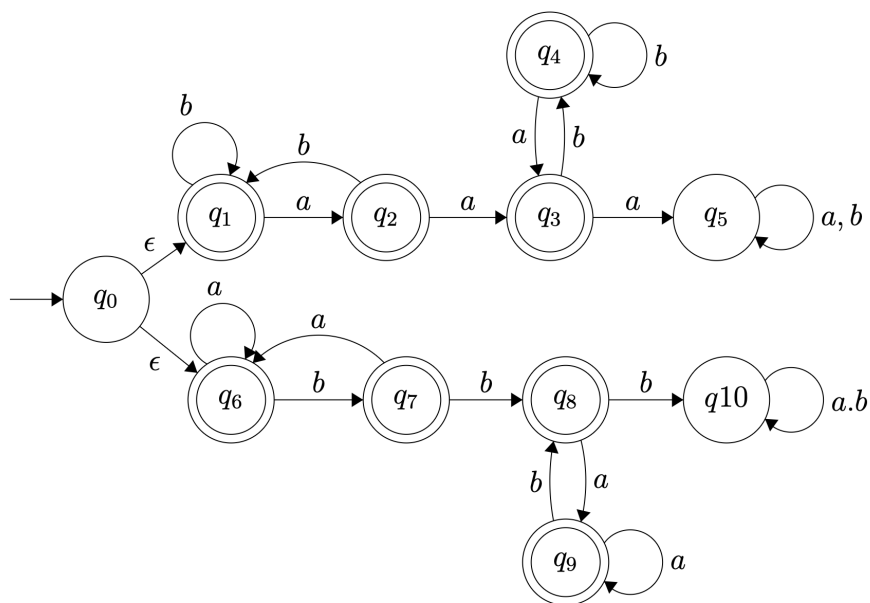 q₄ b
b b a b
q₁ a q₂ a q₃ a q₅ a, b
ϵ
q₀ a a
ϵ q₆ b q₇ b q₈ b q10 a.b
b a
q₉ a